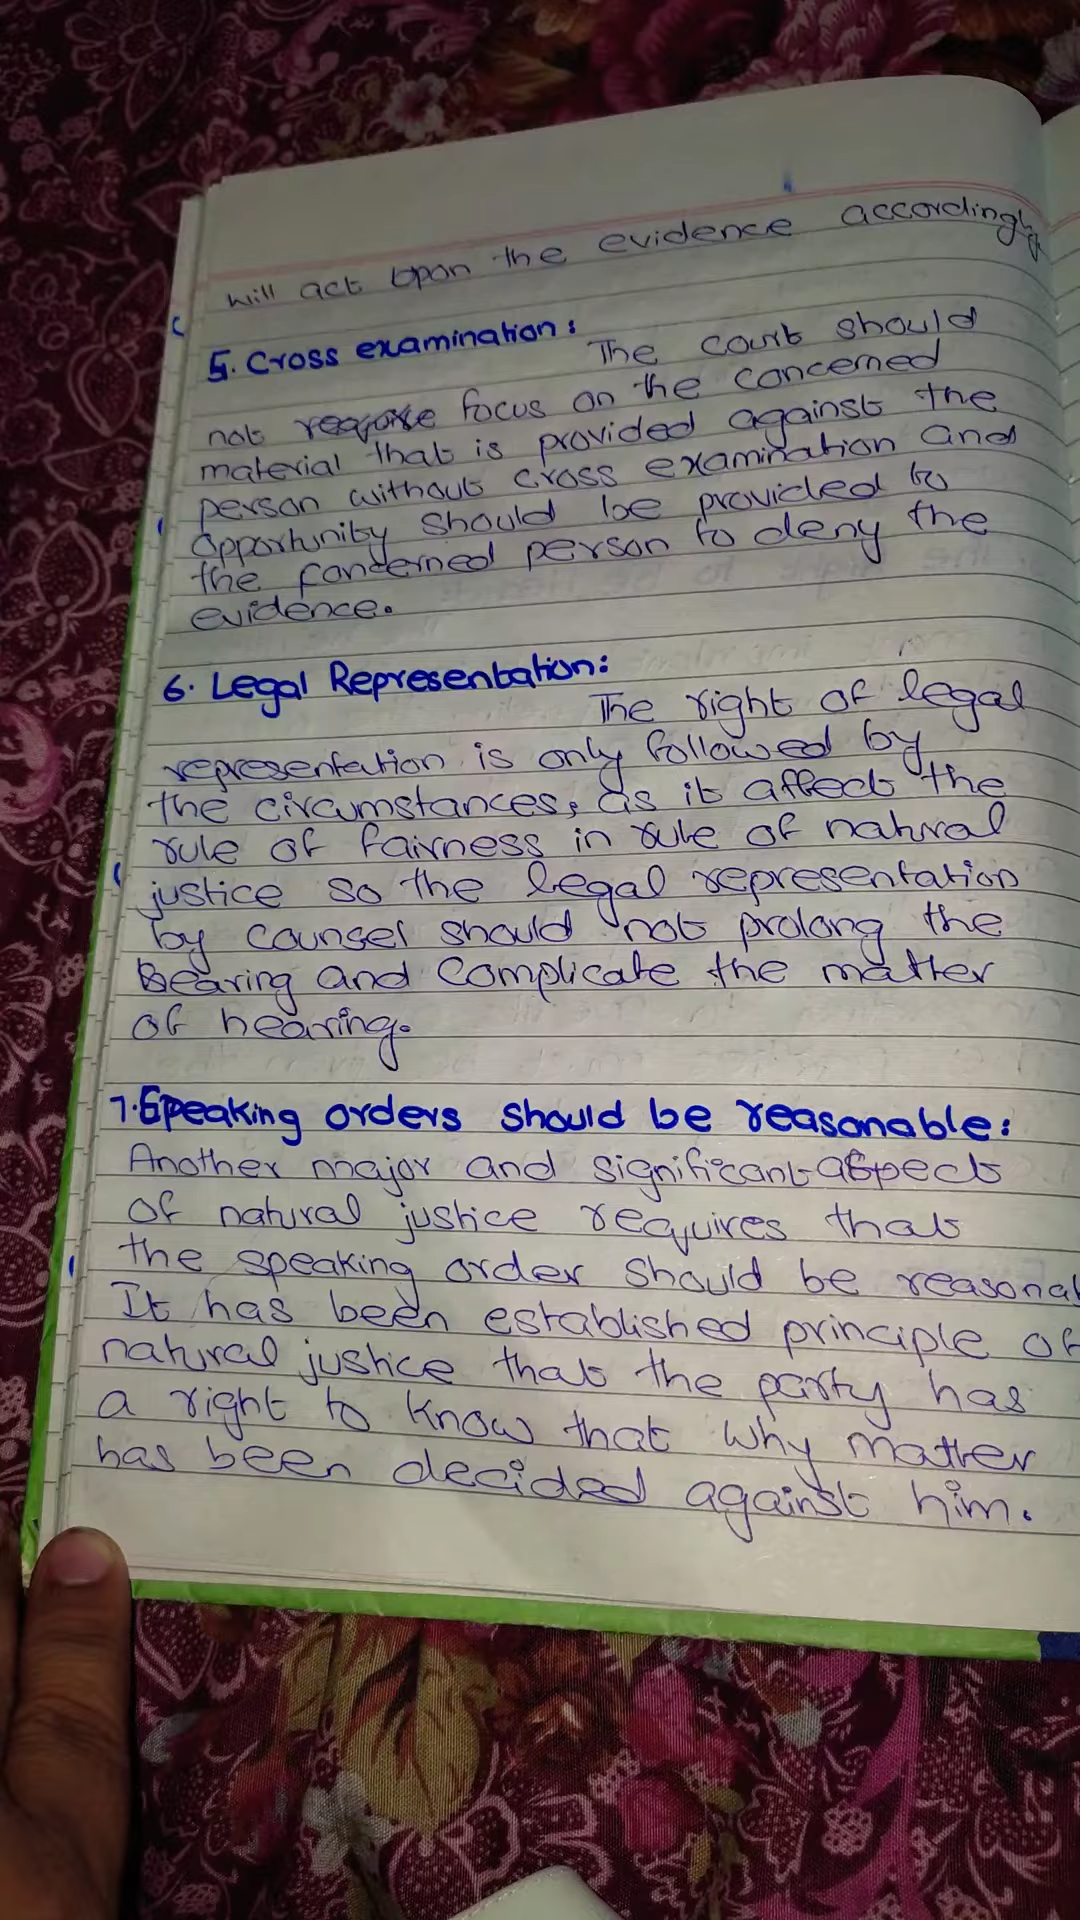 will act upon the evidence accordingly
5. Cross examination:
The court should
not focus on the concerned
material that is provided against the
person without cross examination and
opportunity should be provided to
the concerned person to deny the
evidence.
6. Legal Representation:
The right of legal
representation is only followed by
the circumstances, as it affect the
rule of fairness in rule of natural
justice so the legal representation
by counsel should not prolong the
hearing and complicate the matter
of hearing.
7. Speaking orders should be reasonable:
Another major and significant aspect
of natural justice requires that
the speaking order should be reasonal
It has been established principle of
natural justice that the party has
a right to know that why matter
has been decided against him.